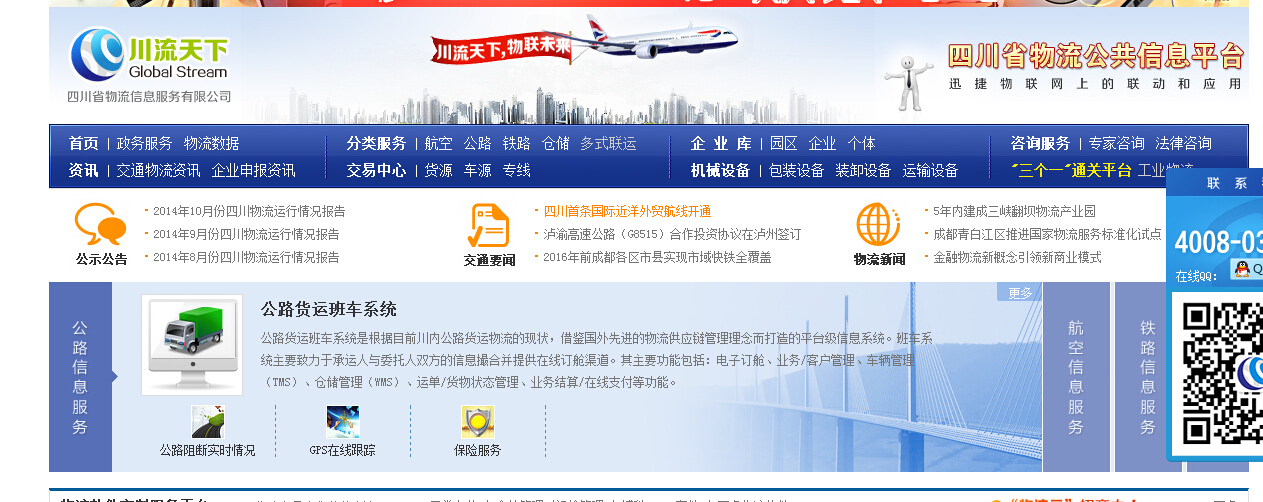 川流天下
Global Stream
四川省物流信息服务有限公司
川流天下,物联未来
四川省物流公共信息平台
迅捷物联网上的联动和应用
首页 | 政务服务 物流数据
资讯 | 交通物流资讯 企业申报资讯
分类服务 | 航空 公路 铁路 仓储 多式联运
交易中心 | 货源 车源 专线
企 业 库 | 园区 企业 个体
机械设备 | 包装设备 装卸设备 运输设备
咨询服务 | 专家咨询 法律咨询
"三个一"通关平台 工业物流
联 系
4008-03
在线QQ:
公示公告
2014年10月份四川物流运行情况报告
2014年9月份四川物流运行情况报告
2014年8月份四川物流运行情况报告
交通要闻
四川首条国际近洋外贸航线开通
泸渝高速公路（G8515）合作投资协议在泸州签订
2016年前成都各区市县实现市域快铁全覆盖
物流新闻
5年内建成三峡翻坝物流产业园
成都青白江区推进国家物流服务标准化试点
金融物流新概念引领新商业模式
公路信息服务
公路货运班车系统
更多
公路货运班车系统是根据目前川内公路货运物流的现状，借鉴国外先进的物流供应链管理理念而打造的平台级信息系统。班车系
统主要致力于承运人与委托人双方的信息撮合并提供在线订舱渠道。其主要功能包括：电子订舱、业务/客户管理、车辆管理
（TMS）、仓储管理（WMS）、运单/货物状态管理、业务结算/在线支付等功能。
公路阻断实时情况
GPS在线跟踪
保险服务
航空信息服务
铁路信息服务